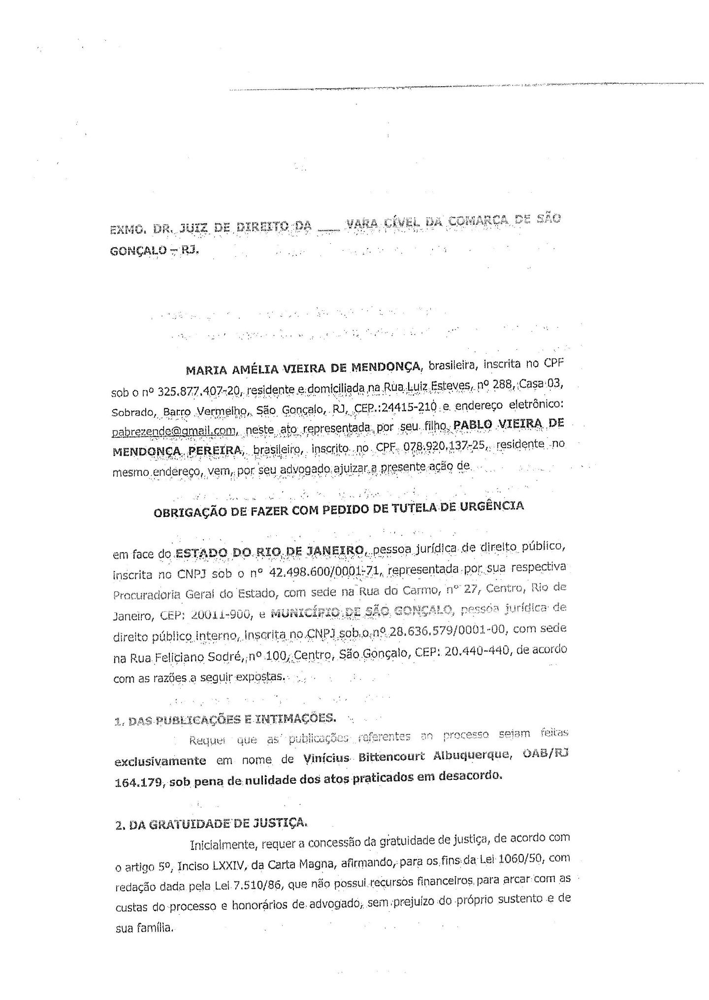 EXMO. DR. JUIZ DE DIREITO DA ___ VARA CÍVEL DA COMARCA DE SÃO
GONÇALO – RJ.
MARIA AMÉLIA VIEIRA DE MENDONÇA, brasileira, inscrita no CPF
sob o nº 325.877.407-20, residente e domiciliada na Rua Luiz Esteves, nº 288, Casa 03,
Sobrado, Barro Vermelho, São Gonçalo, RJ, CEP.:24415-210 e endereço eletrônico:
pabrezende@gmail.com, neste ato representada por seu filho PABLO VIEIRA DE
MENDONÇA PEREIRA, brasileiro, inscrito no CPF 078.920.137-25, residente no
mesmo endereço, vem, por seu advogado ajuizar a presente ação de
OBRIGAÇÃO DE FAZER COM PEDIDO DE TUTELA DE URGÊNCIA
em face do ESTADO DO RIO DE JANEIRO, pessoa jurídica de direito público,
inscrita no CNPJ sob o nº 42.498.600/0001-71, representada por sua respectiva
Procuradoria Geral do Estado, com sede na Rua do Carmo, nº 27, Centro, Rio de
Janeiro, CEP: 20011-900, e MUNICÍPIO DE SÃO GONÇALO, pessoa jurídica de
direito público interno, inscrita no CNPJ sob o nº 28.636.579/0001-00, com sede
na Rua Feliciano Sodré, nº 100, Centro, São Gonçalo, CEP: 20.440-440, de acordo
com as razões a seguir expostas.
1. DAS PUBLICAÇÕES E INTIMAÇÕES.
Requer que as publicações referentes ao processo sejam feitas
exclusivamente em nome de Vinícius Bittencourt Albuquerque, OAB/RJ
164.179, sob pena de nulidade dos atos praticados em desacordo.
2. DA GRATUIDADE DE JUSTIÇA.
Inicialmente, requer a concessão da gratuidade de justiça, de acordo com
o artigo 5º, Inciso LXXIV, da Carta Magna, afirmando, para os fins da Lei 1060/50, com
redação dada pela Lei 7.510/86, que não possui recursos financeiros para arcar com as
custas do processo e honorários de advogado, sem prejuízo do próprio sustento e de
sua família.